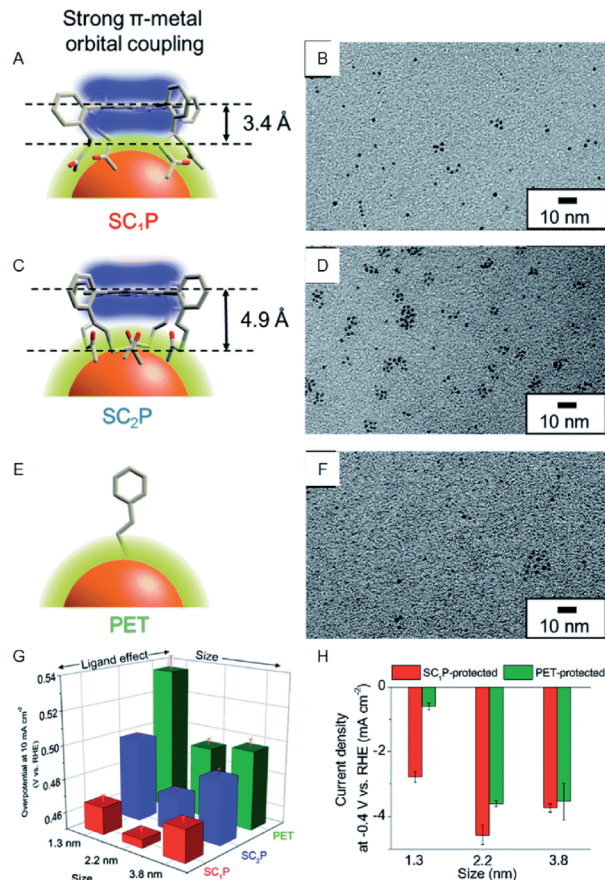 Strong π-metal
orbital coupling
A
3.4 Å
SC₁P
B
10 nm
C
4.9 Å
SC₂P
D
10 nm
E
PET
F
10 nm
G
Ligand effect
Size
Overpotential at 10 mA cm⁻²
(V vs. RHE)
0.54
0.52
0.50
0.48
0.46
1.3 nm
2.2 nm
3.8 nm
Size
SC₁P
SC₂P
PET
H
SC₁P-protected
PET-protected
Current density
at -0.4 V vs. RHE (mA cm⁻²)
0
-2
-4
1.3
2.2
3.8
Size (nm)